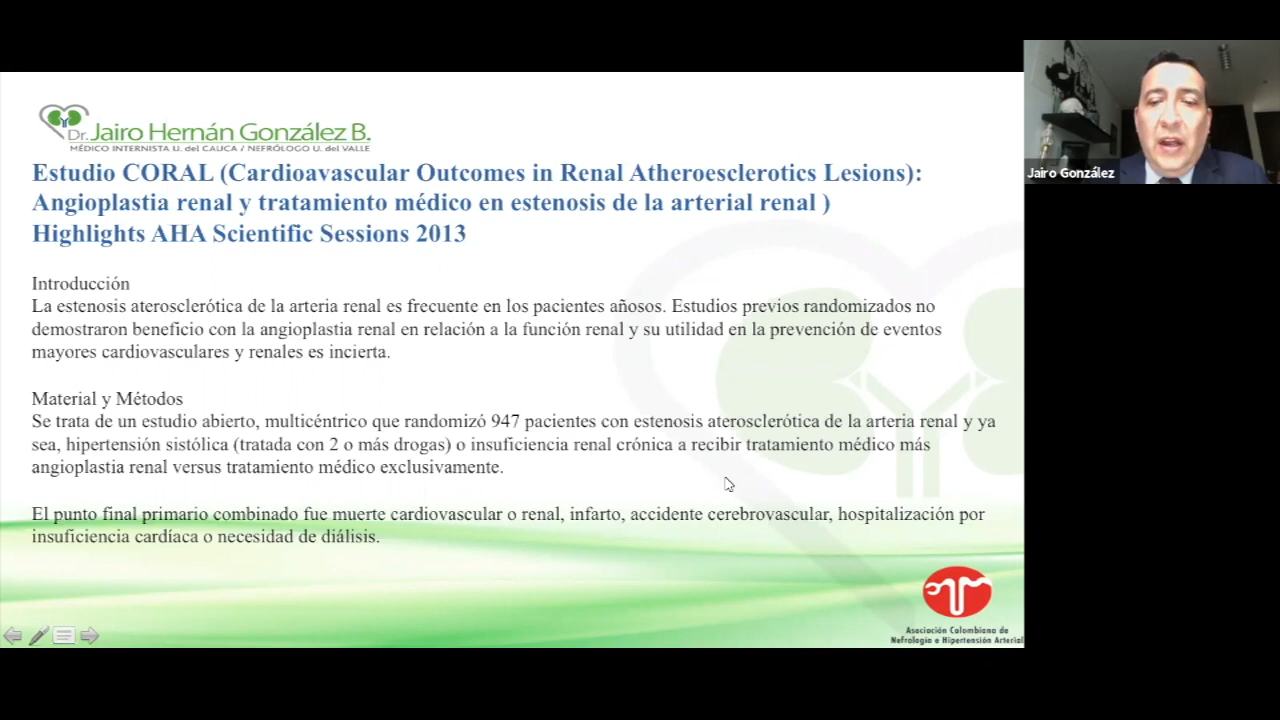 Dr. Jairo Hernán González B.
MÉDICO INTERNISTA U. del CAUCA / NEFRÓLOGO U. del VALLE
Estudio CORAL (Cardioavascular Outcomes in Renal Atheroesclerotics Lesions):
Angioplastia renal y tratamiento médico en estenosis de la arterial renal )
Highlights AHA Scientific Sessions 2013
Introducción
La estenosis aterosclerótica de la arteria renal es frecuente en los pacientes añosos. Estudios previos randomizados no
demostraron beneficio con la angioplastia renal en relación a la función renal y su utilidad en la prevención de eventos
mayores cardiovasculares y renales es incierta.
Material y Métodos
Se trata de un estudio abierto, multicéntrico que randomizó 947 pacientes con estenosis aterosclerótica de la arteria renal y ya
sea, hipertensión sistólica (tratada con 2 o más drogas) o insuficiencia renal crónica a recibir tratamiento médico más
angioplastia renal versus tratamiento médico exclusivamente.
El punto final primario combinado fue muerte cardiovascular o renal, infarto, accidente cerebrovascular, hospitalización por
insuficiencia cardíaca o necesidad de diálisis.
Asociación Colombiana de
Nefrología e Hipertensión Arterial
Jairo González